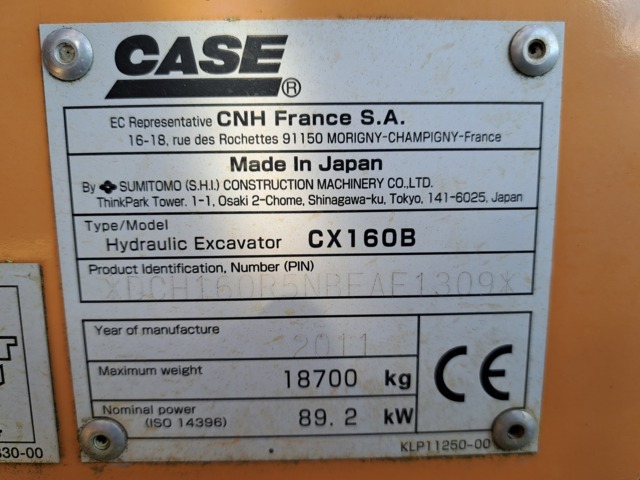 CASE ®
EC Representative CNH France S.A.
16-18, rue des Rochettes 91150 MORIGNY-CHAMPIGNY-France
Made In Japan
By SUMITOMO (S.H.I.) CONSTRUCTION MACHINERY CO.,LTD.
ThinkPark Tower. 1-1, Osaki 2-Chome, Shinagawa-ku, Tokyo, 141-6025, Japan
Type/Model
Hydraulic Excavator CX160B
Product Identification, Number (PIN)
Year of manufacture 2011
Maximum weight 18700 kg
Nominal power
(ISO 14396) 89.2 kW
CE
KLP11250-00